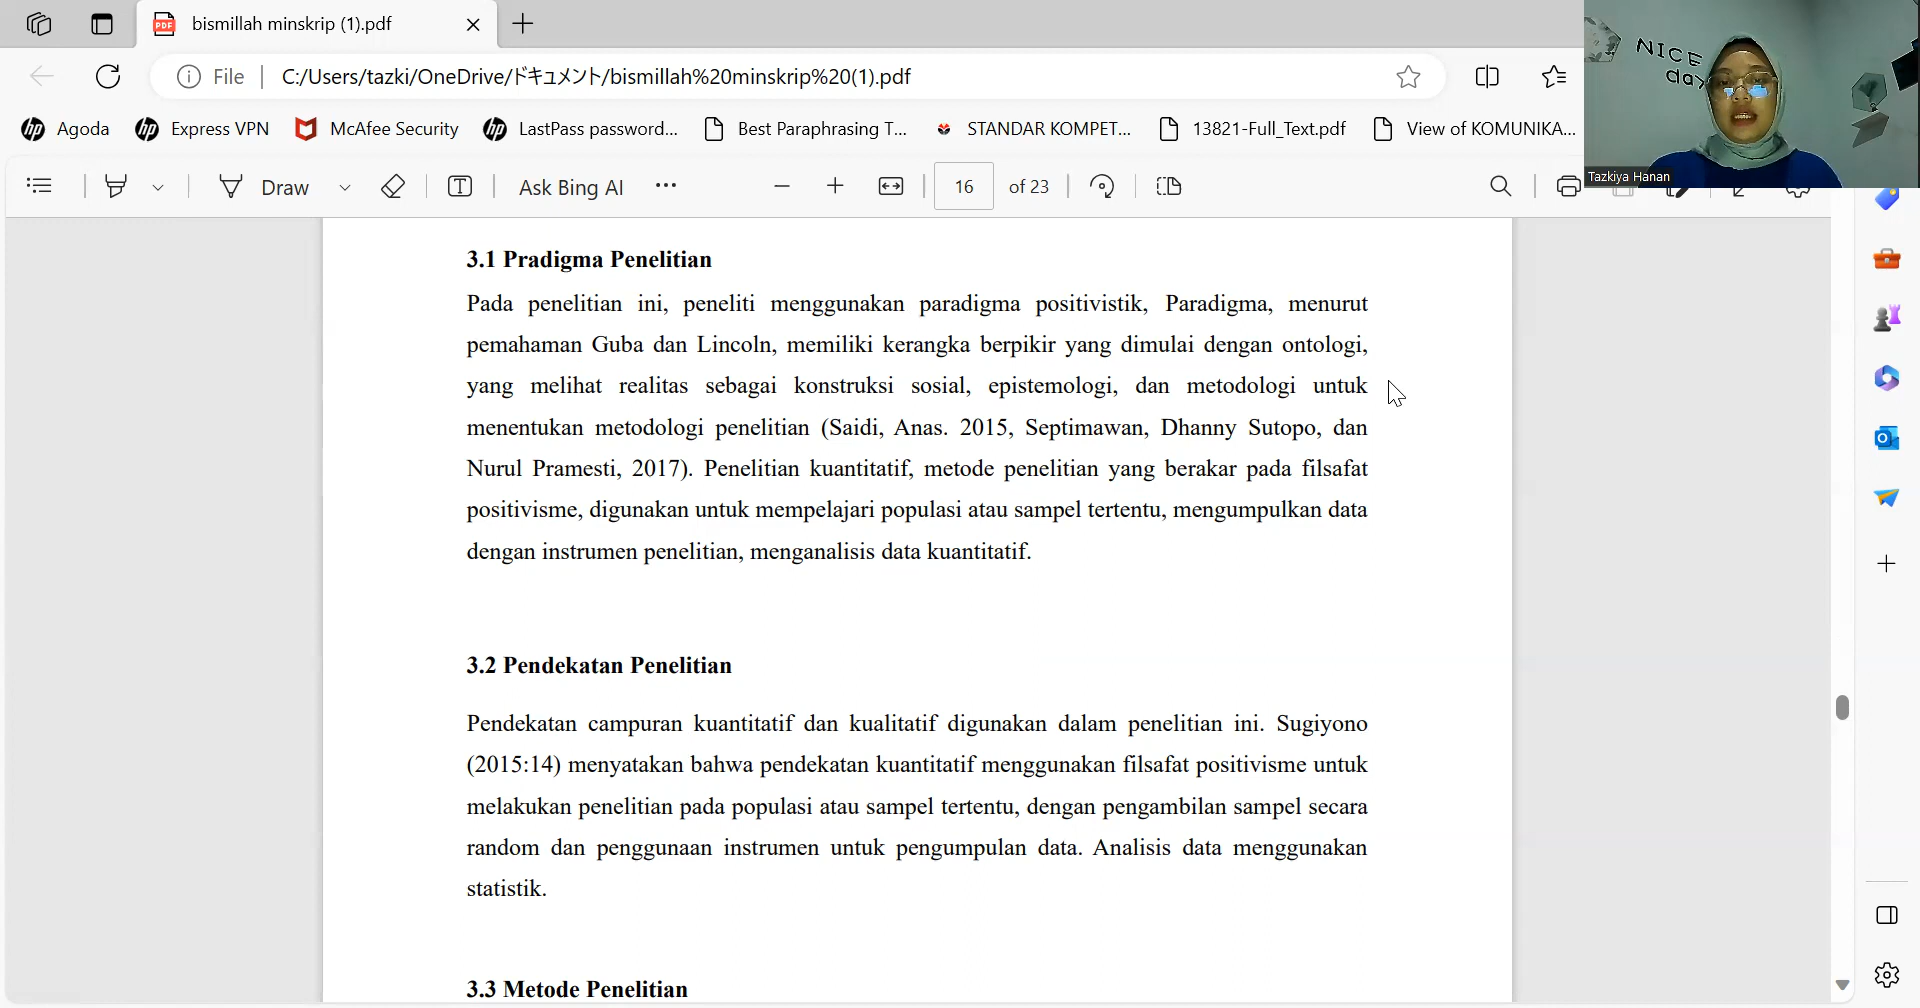 bismillah minskrip (1).pdf
File
C:/Users/tazki/OneDrive/ドキュメント/bismillah%20minskrip%20(1).pdf
NICE
day
Agoda
Express VPN
McAfee Security
LastPass password...
Best Paraphrasing T...
STANDAR KOMPET...
13821-Full_Text.pdf
View of KOMUNIKA...
Tazkiya Hanan
Draw
Ask Bing AI
16
of 23
3.1 Pradigma Penelitian
Pada penelitian ini, peneliti menggunakan paradigma positivistik, Paradigma, menurut
pemahaman Guba dan Lincoln, memiliki kerangka berpikir yang dimulai dengan ontologi,
yang melihat realitas sebagai konstruksi sosial, epistemologi, dan metodologi untuk
menentukan metodologi penelitian (Saidi, Anas. 2015, Septimawan, Dhanny Sutopo, dan
Nurul Pramesti, 2017). Penelitian kuantitatif, metode penelitian yang berakar pada filsafat
positivisme, digunakan untuk mempelajari populasi atau sampel tertentu, mengumpulkan data
dengan instrumen penelitian, menganalisis data kuantitatif.
3.2 Pendekatan Penelitian
Pendekatan campuran kuantitatif dan kualitatif digunakan dalam penelitian ini. Sugiyono
(2015:14) menyatakan bahwa pendekatan kuantitatif menggunakan filsafat positivisme untuk
melakukan penelitian pada populasi atau sampel tertentu, dengan pengambilan sampel secara
random dan penggunaan instrumen untuk pengumpulan data. Analisis data menggunakan
statistik.
3.3 Metode Penelitian